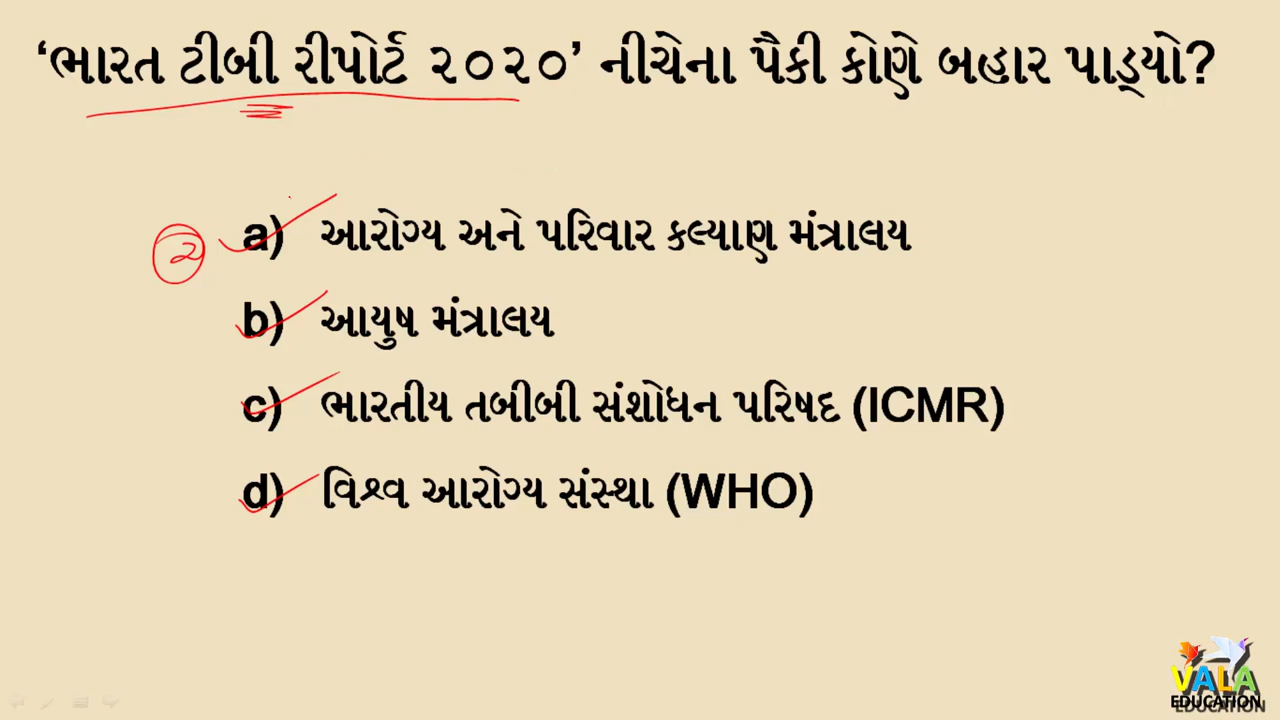 ‘ભારત ટીબી રીપોર્ટ ૨૦૨૦’ નીચેના પૈકી કોણે બહાર પાડ્યો?
2
a) આરોગ્ય અને પરિવાર કલ્યાણ મંત્રાલય
b) આયુષ મંત્રાલય
c) ભારતીય તબીબી સંશોધન પરિષદ (ICMR)
d) વિશ્વ આરોગ્ય સંસ્થા (WHO)
VALA
EDUCATION